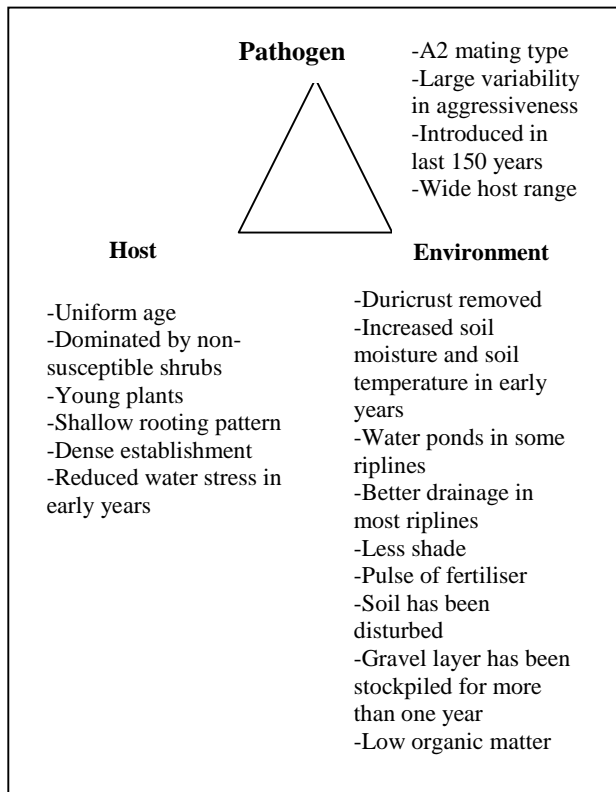 Pathogen
-A2 mating type
-Large variability
in aggressiveness
-Introduced in
last 150 years
-Wide host range
Host
-Uniform age
-Dominated by non-
susceptible shrubs
-Young plants
-Shallow rooting pattern
-Dense establishment
-Reduced water stress in
early years
Environment
-Duricrust removed
-Increased soil
moisture and soil
temperature in early
years
-Water ponds in some
riplines
-Better drainage in
most riplines
-Less shade
-Pulse of fertiliser
-Soil has been
disturbed
-Gravel layer has been
stockpiled for more
than one year
-Low organic matter